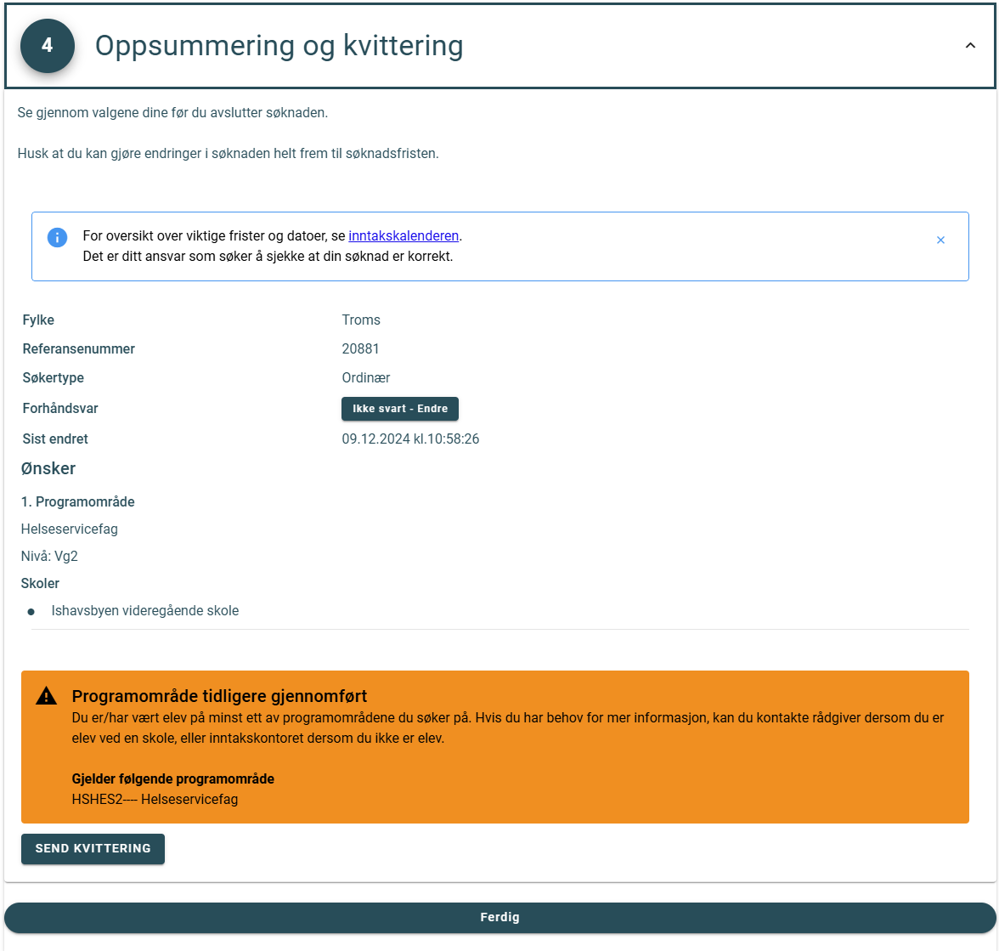 4
Oppsummering og kvittering
Se gjennom valgene dine før du avslutter søknaden.
Husk at du kan gjøre endringer i søknaden helt frem til søknadsfristen.
For oversikt over viktige frister og datoer, se inntakskalenderen.
Det er ditt ansvar som søker å sjekke at din søknad er korrekt.
Fylke Troms
Referansenummer 20881
Søkertype Ordinær
Forhåndsvar Ikke svart - Endre
Sist endret 09.12.2024 kl.10:58:26
Ønsker
1. Programområde
Helseservicefag
Nivå: Vg2
Skoler
● Ishavsbyen videregående skole
Programområde tidligere gjennomført
Du er/har vært elev på minst ett av programområdene du søker på. Hvis du har behov for mer informasjon, kan du kontakte rådgiver dersom du er
elev ved en skole, eller inntakskontoret dersom du ikke er elev.
Gjelder følgende programområde
HSHES2---- Helseservicefag
SEND KVITTERING
Ferdig